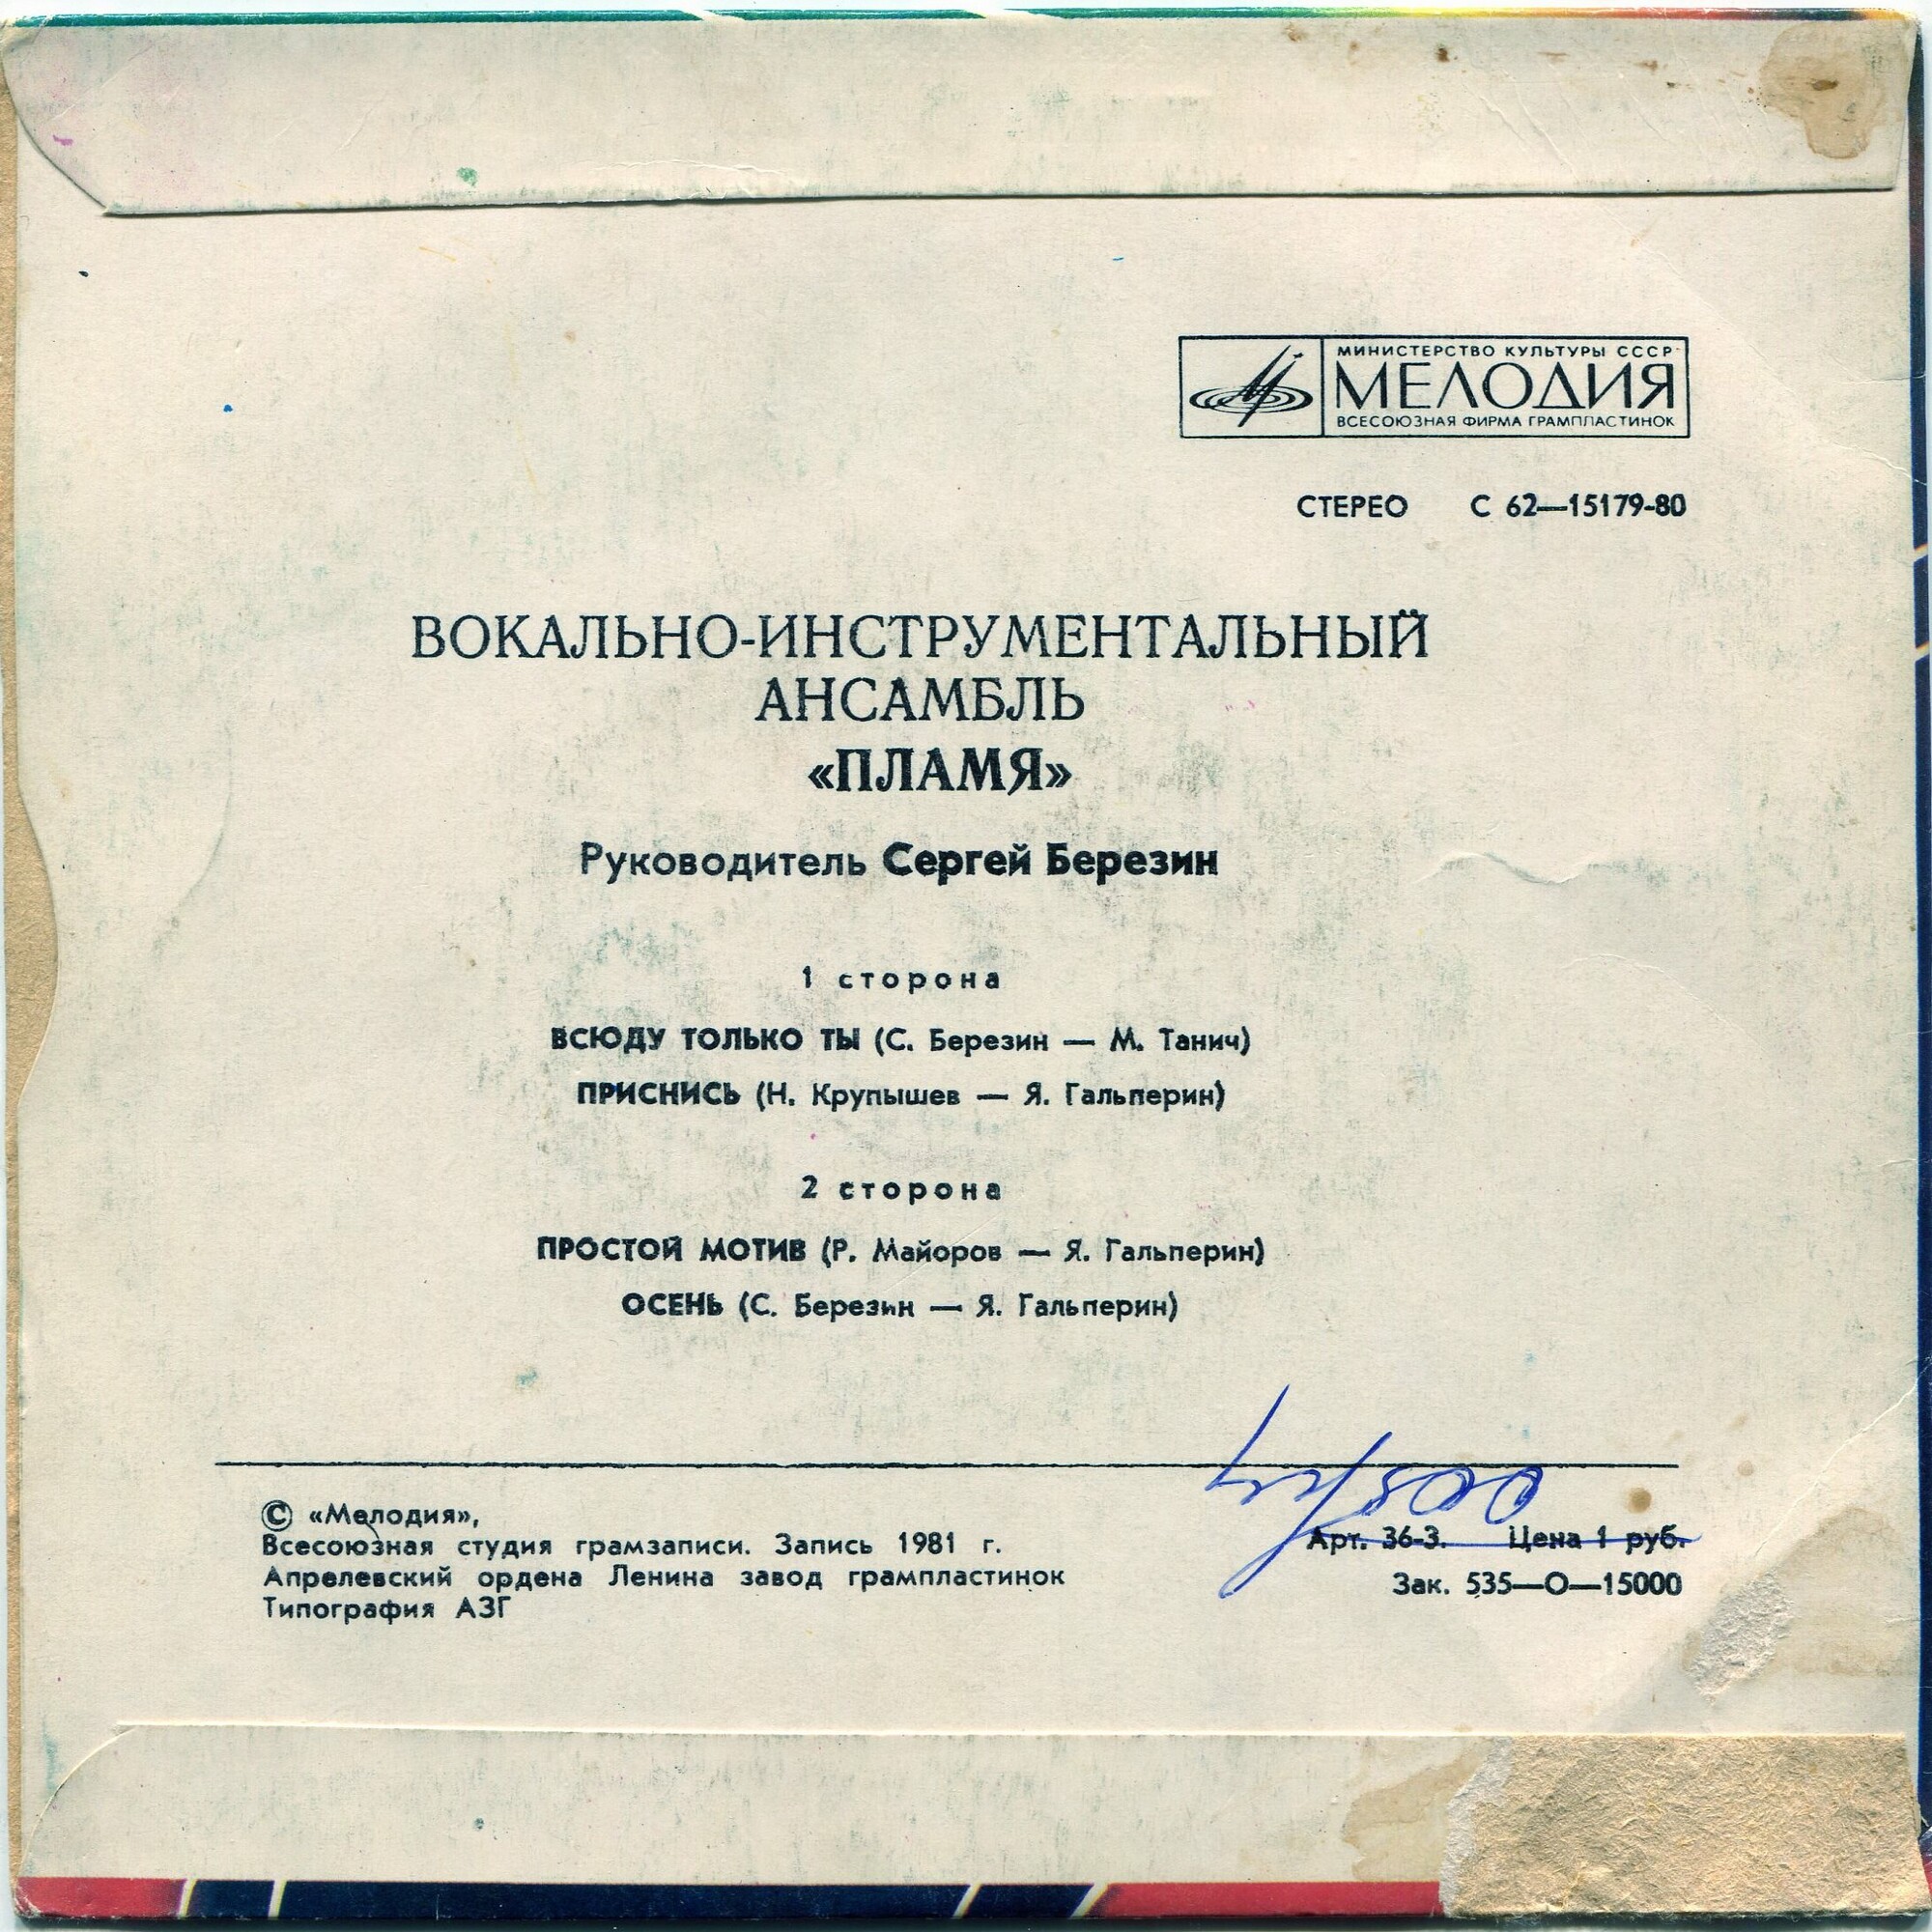 МИНИСТЕРСТВО КУЛЬТУРЫ СССР
МЕЛОДИЯ
ВСЕСОЮЗНАЯ ФИРМА ГРАМПЛАСТИНОК
СТЕРЕО С 62—15179-80
ВОКАЛЬНО-ИНСТРУМЕНТАЛЬНЫЙ
АНСАМБЛЬ
«ПЛАМЯ»
Руководитель Сергей Березин
1 сторона
ВСЮДУ ТОЛЬКО ТЫ (С. Березин — М. Танич)
ПРИСНИСЬ (Н. Крупышев — Я. Гальперин)
2 сторона
ПРОСТОЙ МОТИВ (Р. Майоров — Я. Гальперин)
ОСЕНЬ (С. Березин — Я. Гальперин)
© «Мелодия»,
Всесоюзная студия грамзаписи. Запись 1981 г.
Апрелевский ордена Ленина завод грампластинок
Типография АЗГ
Арт. 36-3. Цена 1 руб.
Зак. 535—О—15000